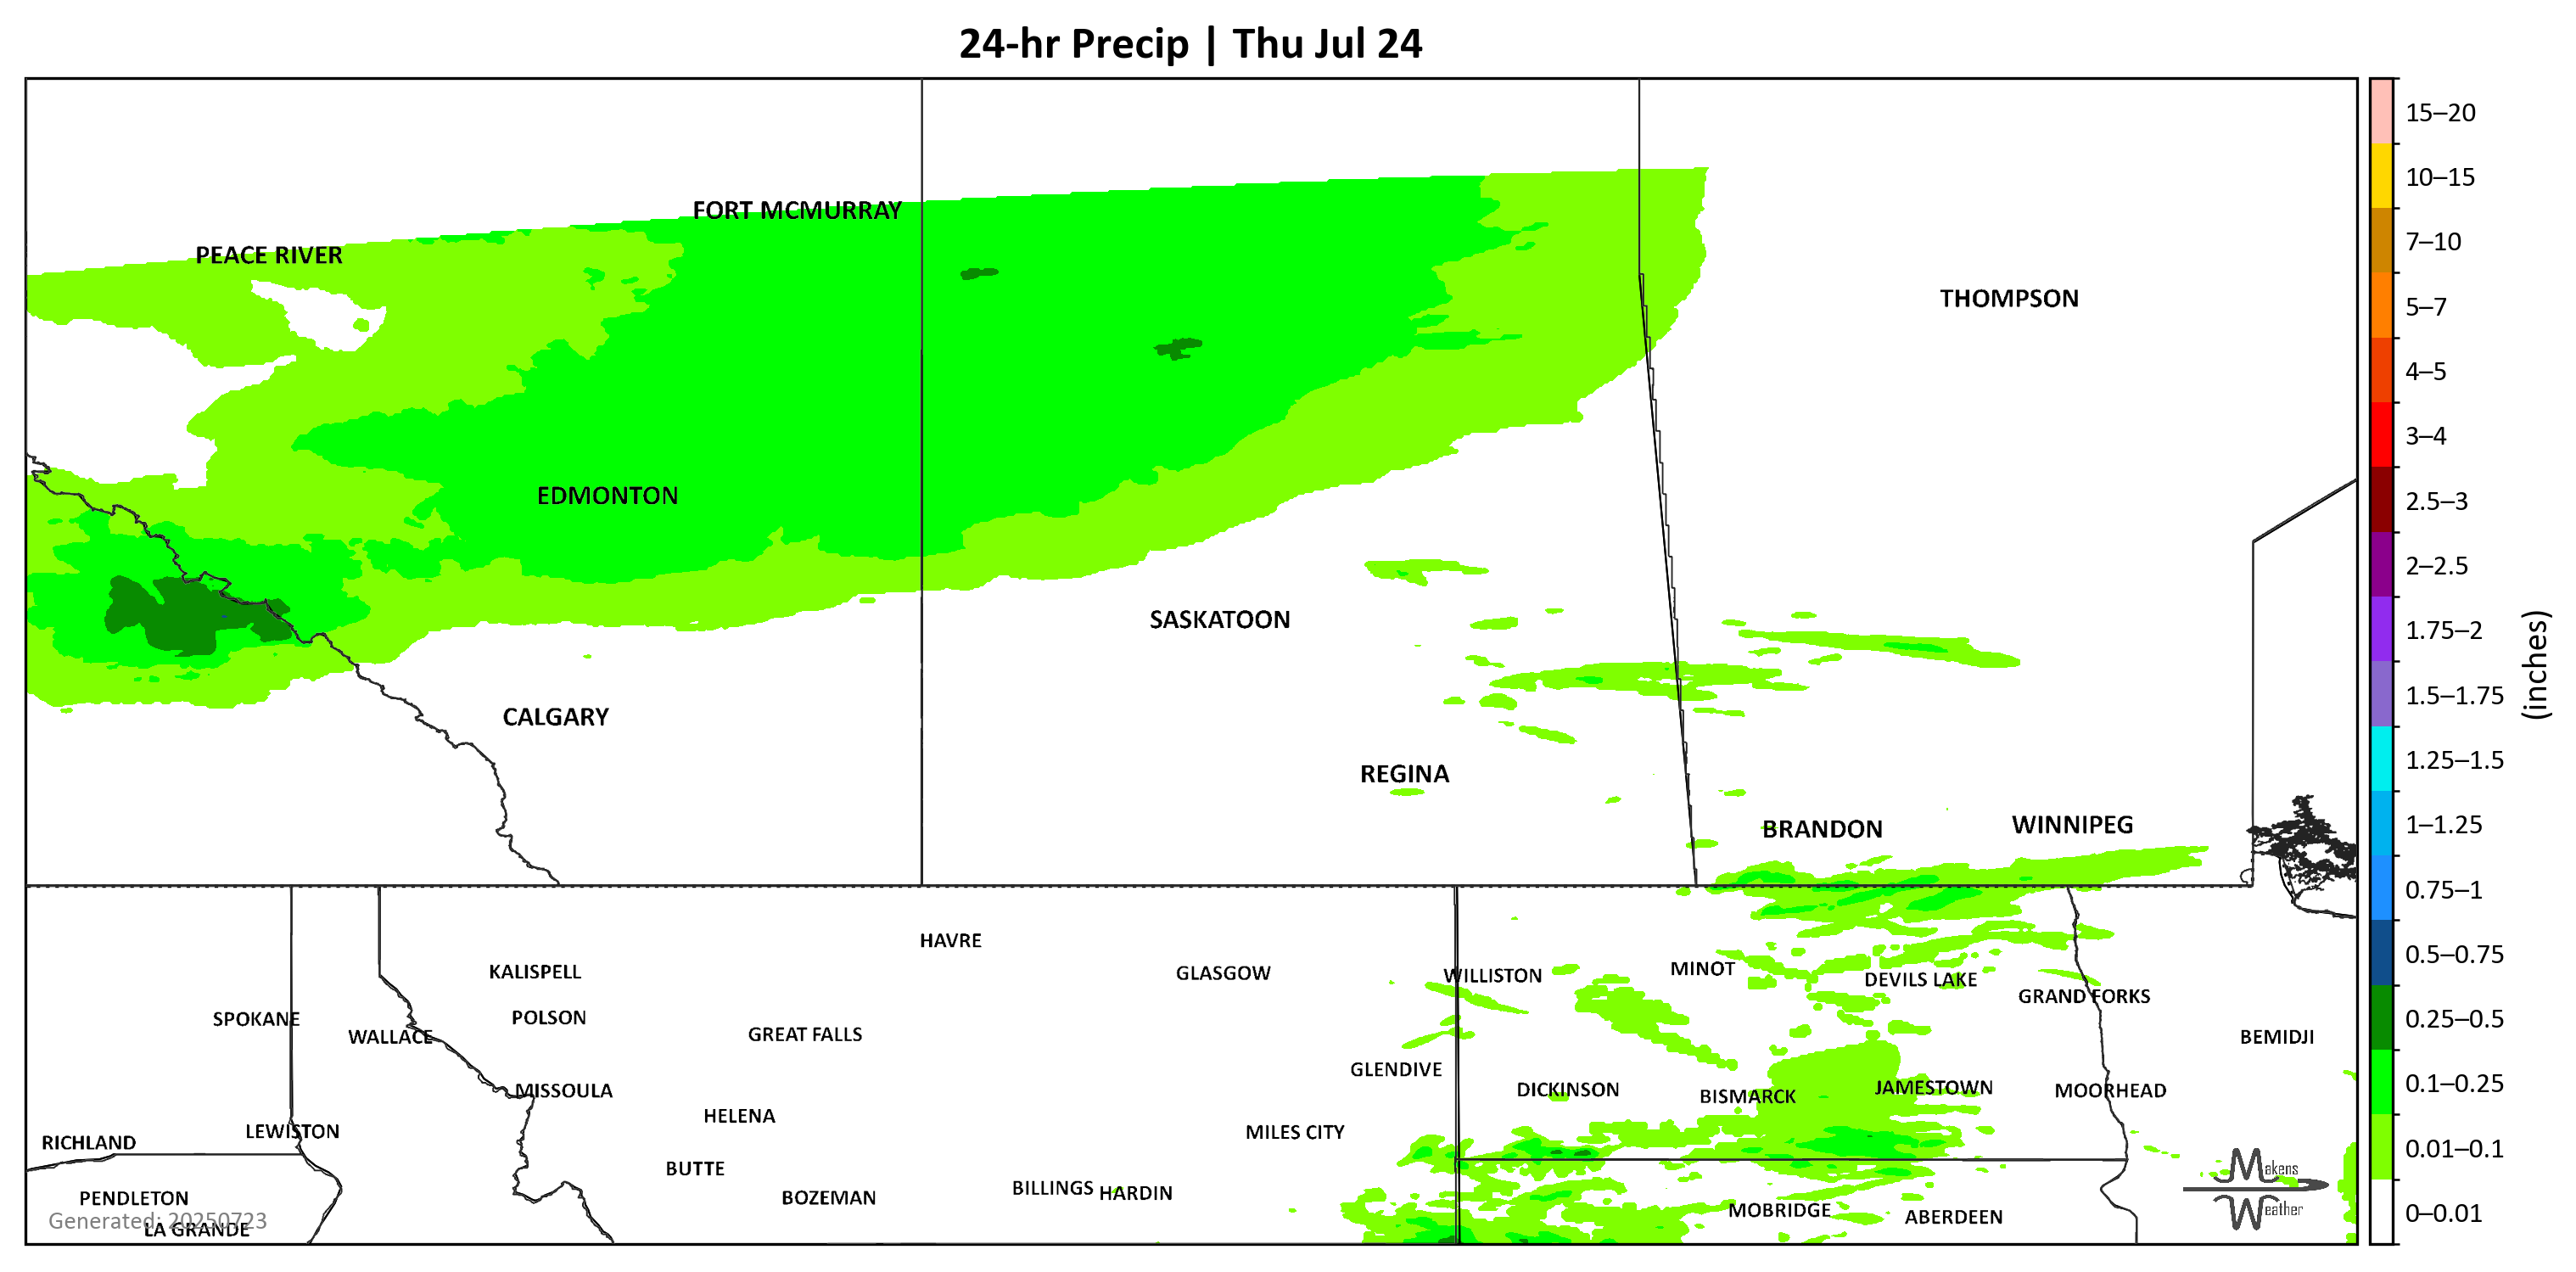 24-hr Precip | Thu Jul 24
FORT MCMURRAY
PEACE RIVER
THOMPSON
EDMONTON
SASKATOON
CALGARY
REGINA
BRANDON
WINNIPEG
HAVRE
KALISPELL
GLASGOW
WILLISTON
MINOT
DEVILS LAKE
GRAND FORKS
SPOKANE
POLSON
WALLACE
GREAT FALLS
BEMIDJI
GLENDIVE
MISSOULA
DICKINSON
BISMARCK
JAMESTOWN
MOORHEAD
HELENA
LEWISTON
MILES CITY
RICHLAND
BUTTE
PENDLETON
BOZEMAN
BILLINGS
HARDIN
MOBRIDGE
ABERDEEN
Generated: 20250723
LA GRANDE
Makens
Weather
15–20
10–15
7–10
5–7
4–5
3–4
2.5–3
2–2.5
1.75–2
1.5–1.75
1.25–1.5
1–1.25
0.75–1
0.5–0.75
0.25–0.5
0.1–0.25
0.01–0.1
0–0.01
(inches)